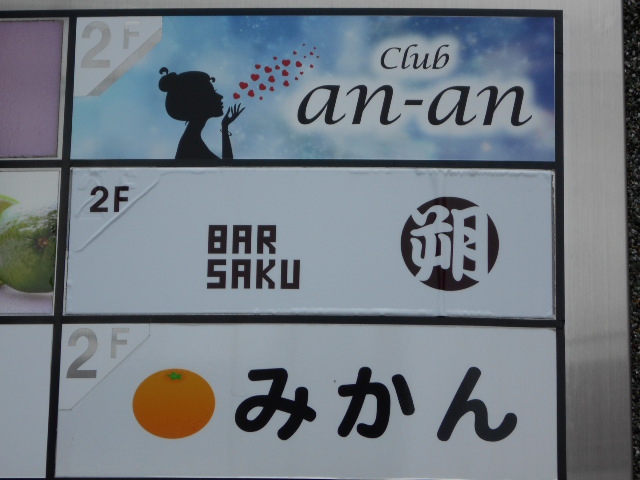 2F
Club
an-an
2F
BAR
SAKU
朔
2F
みかん